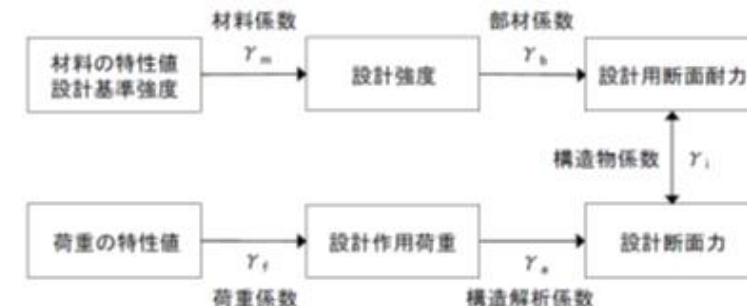 材料係数
部材係数
材料の特性値
設計基準強度
γm
設計強度
γb
設計用断面耐力
構造物係数
γi
荷重の特性値
γf
設計作用荷重
γa
設計断面力
荷重係数
構造解析係数